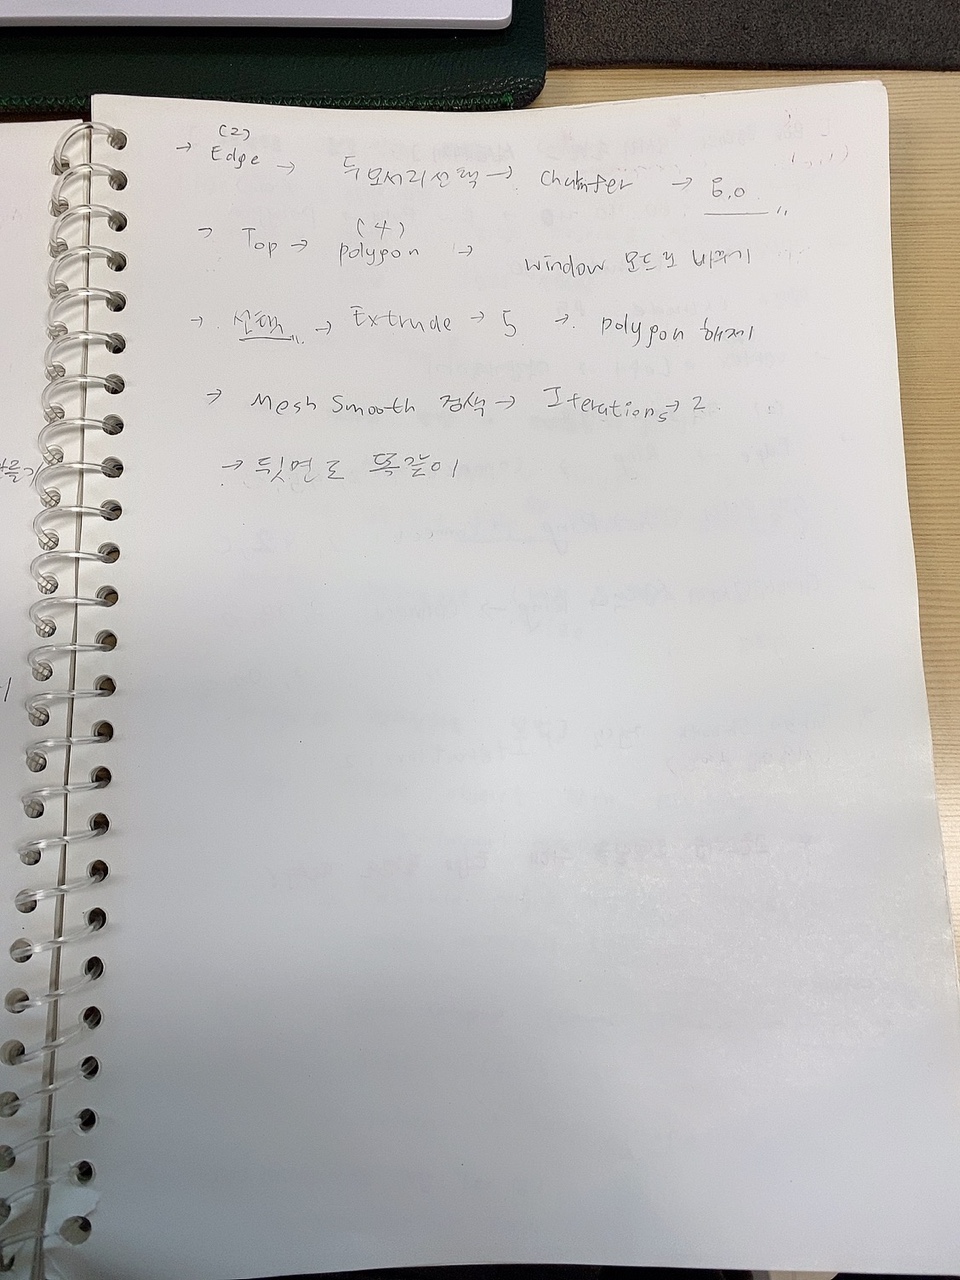 (2)
→ Edge → 두 모서리 선택 → Chamfer → 6.0
(4)
→ Top → polygon → window 모드로 바꾸기
→ 선택 → Extrude → 5 → polygon 해제
→ Mesh Smooth 검색 → Iterations → 2
→ 뒷면도 똑같이